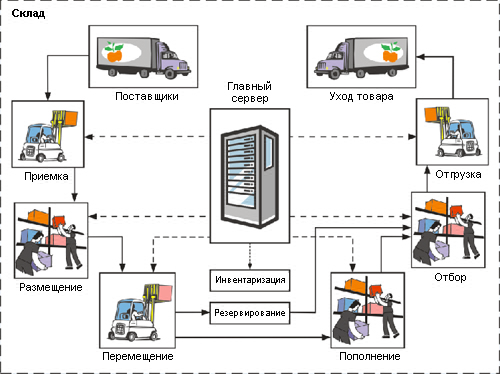 Склад
Поставщики
Главный
сервер
Уход товара
Приемка
Отгрузка
Размещение
Инвентаризация
Отбор
Резервирование
Перемещение
Пополнение